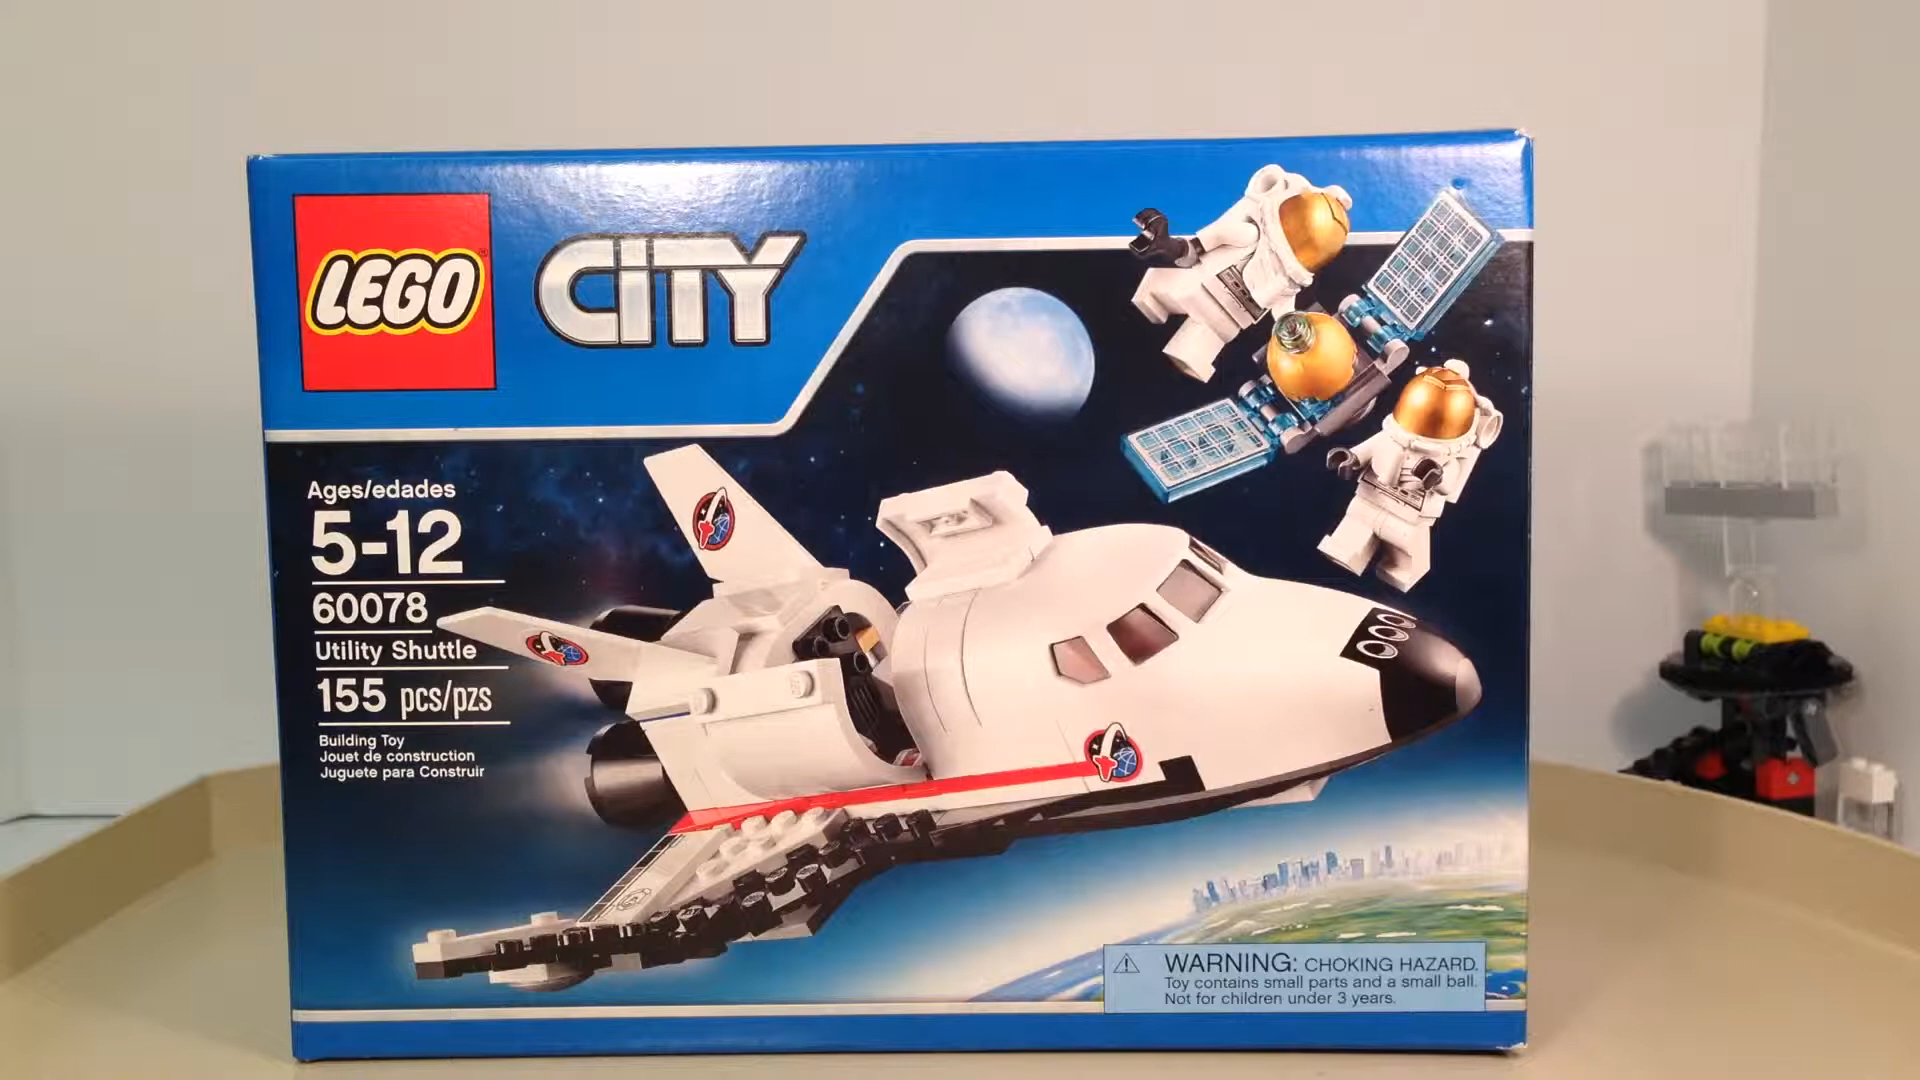 LEGO
CITY
Ages/edades
5-12
60078
Utility Shuttle
155 pcs/pzs
Building Toy
Jouet de construction
Juguete para Construir
WARNING: CHOKING HAZARD.
Toy contains small parts and a small ball.
Not for children under 3 years.